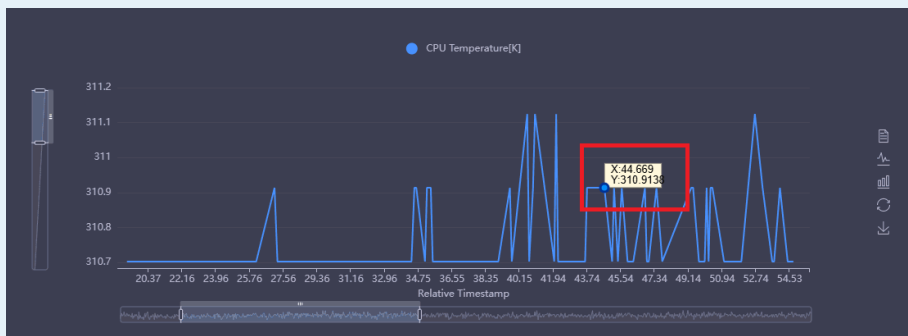 CPU Temperature[K]
311.2
311.1
311
310.9
310.8
310.7
X:44.669
Y:310.9138
20.37 22.16 23.96 25.76 27.56 29.36 31.16 32.96 34.75 36.55 38.35 40.15 41.94 43.74 45.54 47.34 49.14 50.94 52.74 54.53
Relative Timestamp